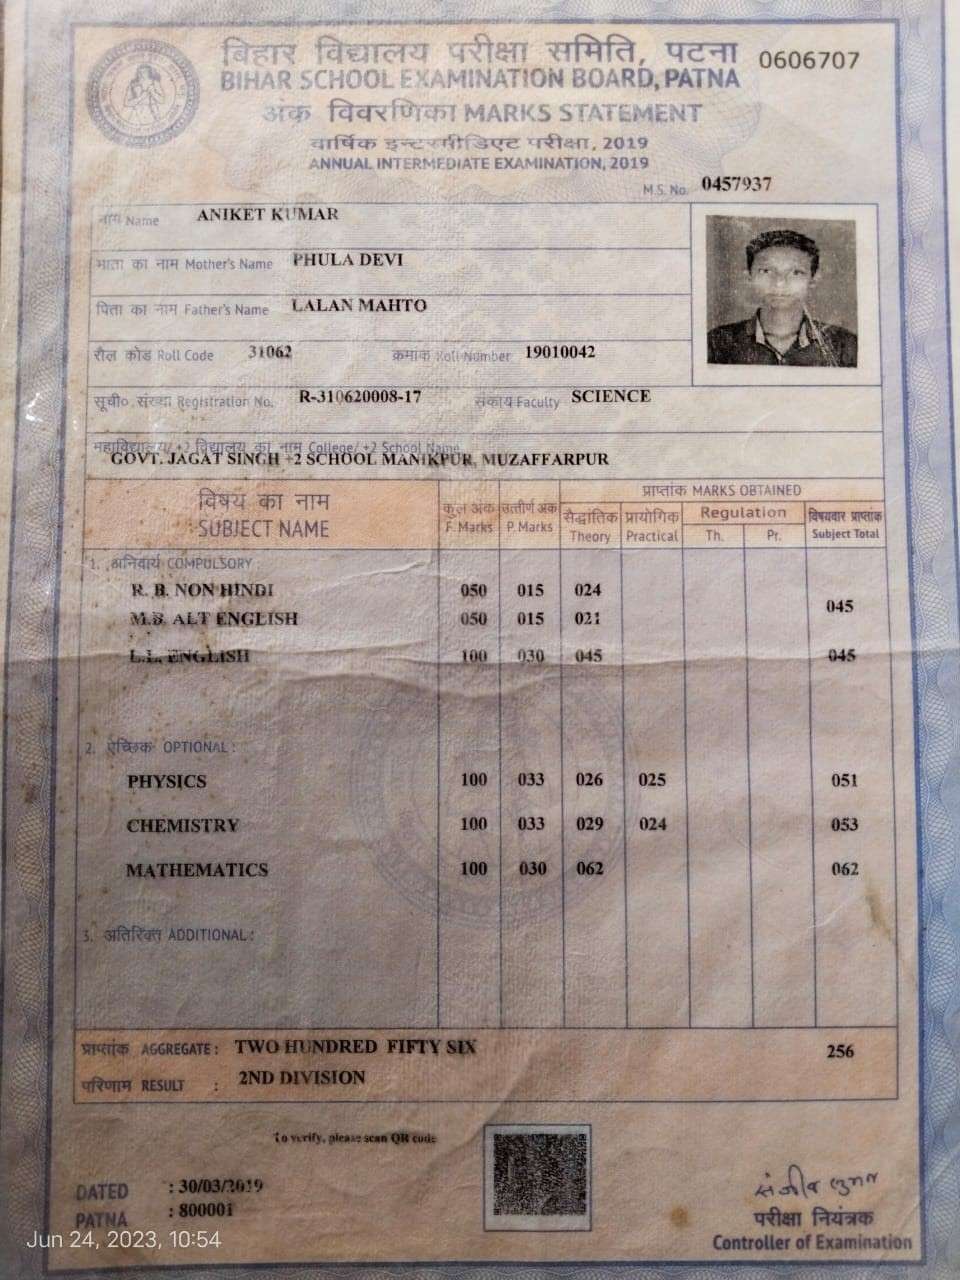 बिहार विद्यालय परीक्षा समिति, पटना 0606707
BIHAR SCHOOL EXAMINATION BOARD, PATNA
अंक विवरणिका MARKS STATEMENT
वार्षिक इन्टरमीडिएट परीक्षा, 2019
ANNUAL INTERMEDIATE EXAMINATION, 2019
M.S. No. 0457937
नाम Name ANIKET KUMAR
माता का नाम Mother's Name PHULA DEVI
पिता का नाम Father's Name LALAN MAHTO
रौल कोड Roll Code 31062 क्रमांक Roll Number 19010042
सूची० संख्या Registration No. R-310620008-17 संकाय Faculty SCIENCE
महाविद्यालय/ +2 विद्यालय का नाम College/ +2 School Name
GOVT. JAGAT SINGH +2 SCHOOL MANIKPUR, MUZAFFARPUR
विषय का नाम कुल अंक उत्तीर्ण अंक प्राप्तांक MARKS OBTAINED
SUBJECT NAME F. Marks P. Marks सैद्धांतिक प्रायोगिक Regulation विषयवार प्राप्तांक
Theory Practical Th. Pr. Subject Total
1. अनिवार्य COMPULSORY
R. B. NON HINDI 050 015 024
045
M.B. ALT ENGLISH 050 015 021
L.L. ENGLISH 100 030 045 045
2. ऐच्छिक OPTIONAL :
PHYSICS 100 033 026 025 051
CHEMISTRY 100 033 029 024 053
MATHEMATICS 100 030 062 062
3. अतिरिक्त ADDITIONAL :
प्राप्तांक AGGREGATE : TWO HUNDRED FIFTY SIX 256
परिणाम RESULT : 2ND DIVISION
To verify, please scan QR code
DATED : 30/03/2019
PATNA : 800001
संजीव कुमार
परीक्षा नियंत्रक
Controller of Examination
Jun 24, 2023, 10:54